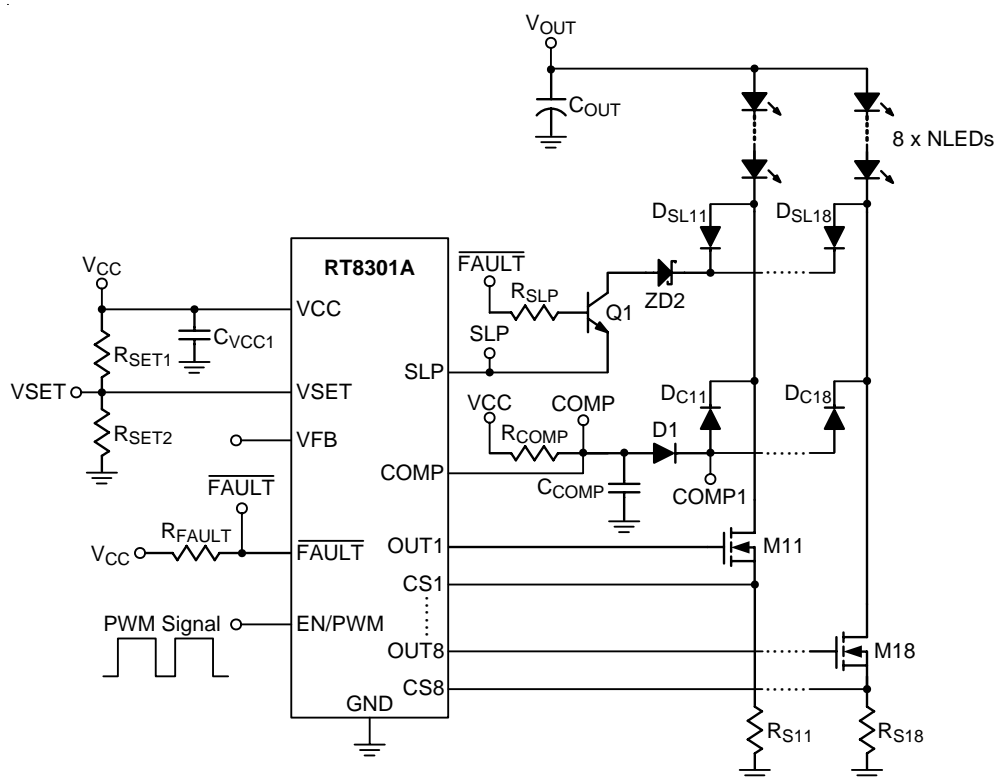 VOUT
COUT
8 x NLEDs
DSL11
DSL18
RT8301A
FAULT
VCC
RSLP
Q1
ZD2
VCC
CVCC1
RSET1
SLP
SLP
VSET
VSET
RSET2
VFB
VCC
COMP
RCOMP
D1
DC11
DC18
COMP
CCOMP
COMP1
FAULT
RFAULT
VCC
FAULT
OUT1
M11
CS1
PWM Signal
EN/PWM
OUT8
M18
CS8
GND
RS11
RS18